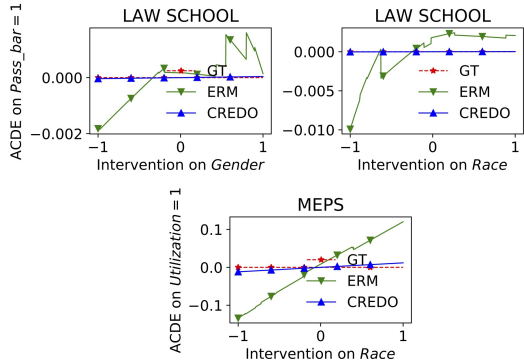 LAW SCHOOL
ACDE on Pass_bar = 1
0.000
−0.002
GT
ERM
CREDO
−1
0
1
Intervention on Gender
LAW SCHOOL
0.000
−0.005
−0.010
GT
ERM
CREDO
−1
0
1
Intervention on Race
MEPS
ACDE on Utilization = 1
0.1
0.0
−0.1
GT
ERM
CREDO
−1
0
1
Intervention on Race